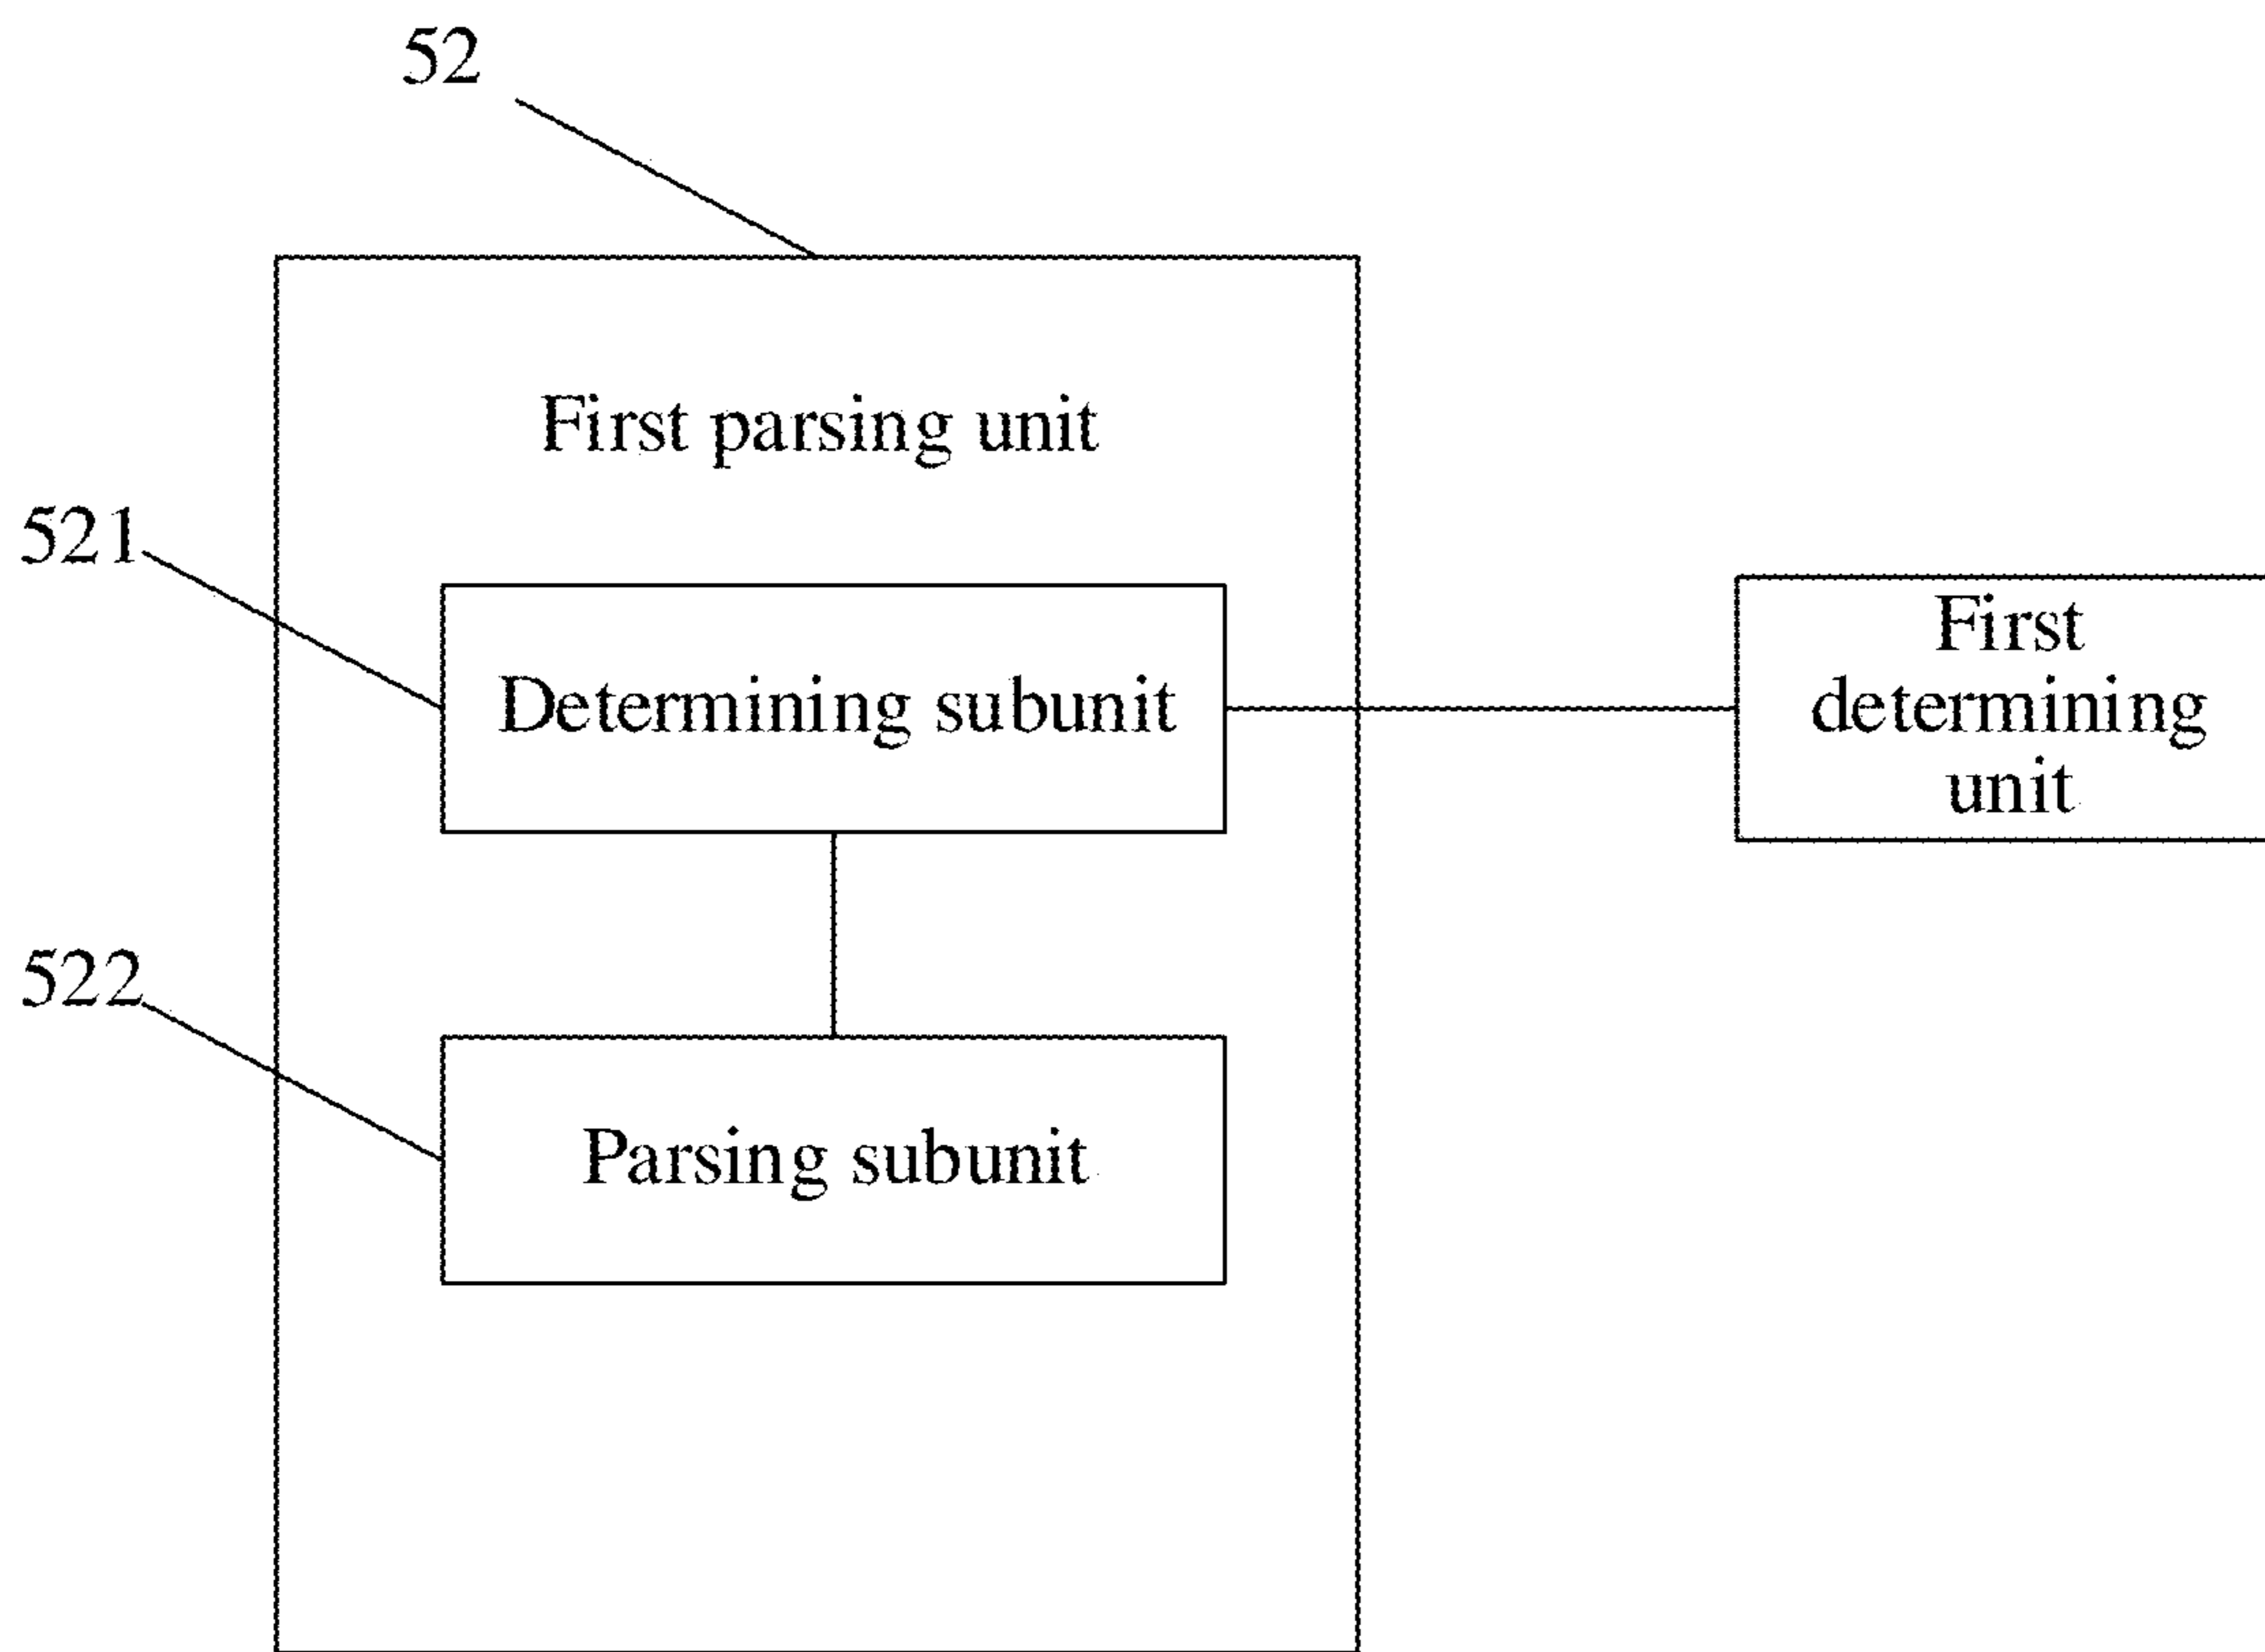 52
First parsing unit
521
Determining subunit
First
determining
unit
522
Parsing subunit